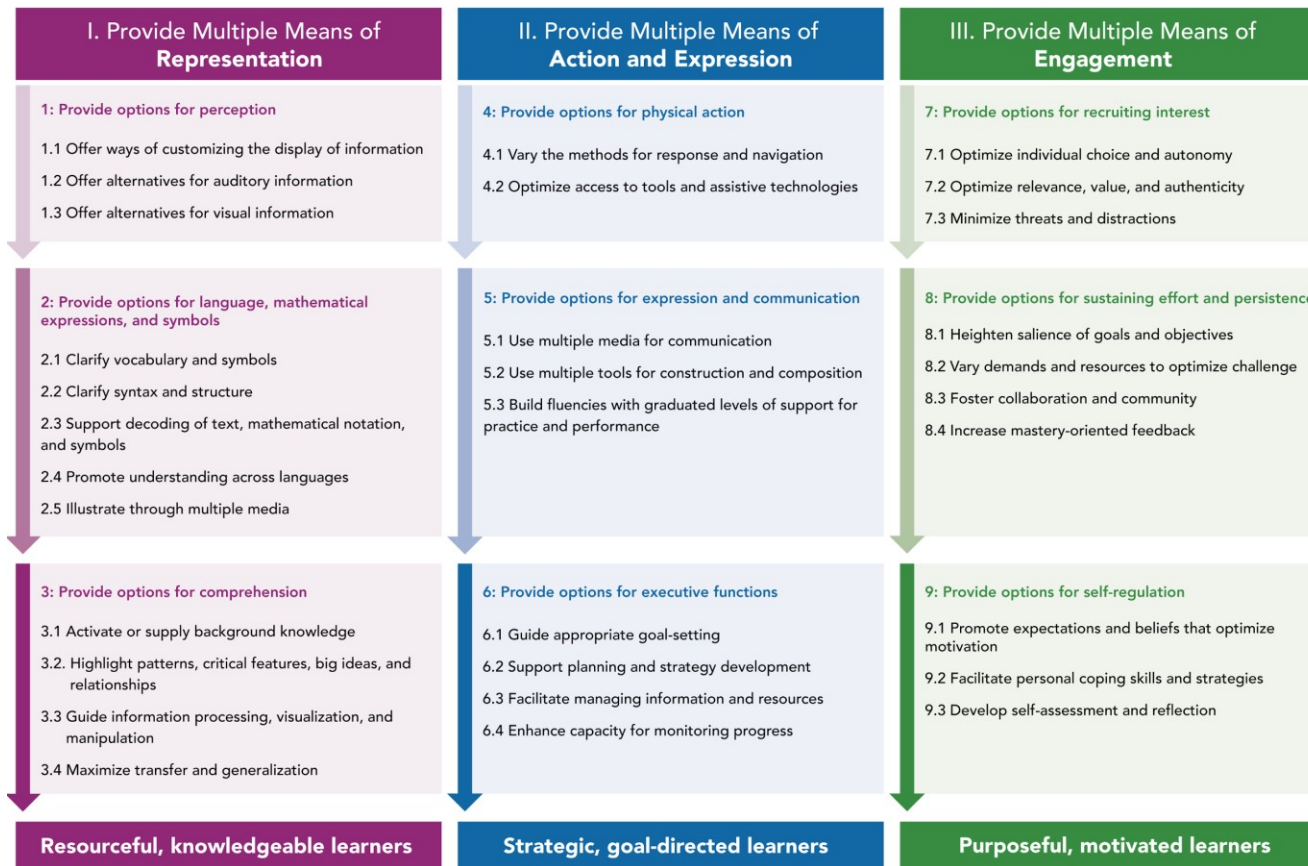 I. Provide Multiple Means of
Representation
1: Provide options for perception
1.1 Offer ways of customizing the display of information
1.2 Offer alternatives for auditory information
1.3 Offer alternatives for visual information
2: Provide options for language, mathematical
expressions, and symbols
2.1 Clarify vocabulary and symbols
2.2 Clarify syntax and structure
2.3 Support decoding of text, mathematical notation,
and symbols
2.4 Promote understanding across languages
2.5 Illustrate through multiple media
3: Provide options for comprehension
3.1 Activate or supply background knowledge
3.2. Highlight patterns, critical features, big ideas, and
relationships
3.3 Guide information processing, visualization, and
manipulation
3.4 Maximize transfer and generalization
Resourceful, knowledgeable learners
II. Provide Multiple Means of
Action and Expression
4: Provide options for physical action
4.1 Vary the methods for response and navigation
4.2 Optimize access to tools and assistive technologies
5: Provide options for expression and communication
5.1 Use multiple media for communication
5.2 Use multiple tools for construction and composition
5.3 Build fluencies with graduated levels of support for
practice and performance
6: Provide options for executive functions
6.1 Guide appropriate goal-setting
6.2 Support planning and strategy development
6.3 Facilitate managing information and resources
6.4 Enhance capacity for monitoring progress
Strategic, goal-directed learners
III. Provide Multiple Means of
Engagement
7: Provide options for recruiting interest
7.1 Optimize individual choice and autonomy
7.2 Optimize relevance, value, and authenticity
7.3 Minimize threats and distractions
8: Provide options for sustaining effort and persistence
8.1 Heighten salience of goals and objectives
8.2 Vary demands and resources to optimize challenge
8.3 Foster collaboration and community
8.4 Increase mastery-oriented feedback
9: Provide options for self-regulation
9.1 Promote expectations and beliefs that optimize
motivation
9.2 Facilitate personal coping skills and strategies
9.3 Develop self-assessment and reflection
Purposeful, motivated learners